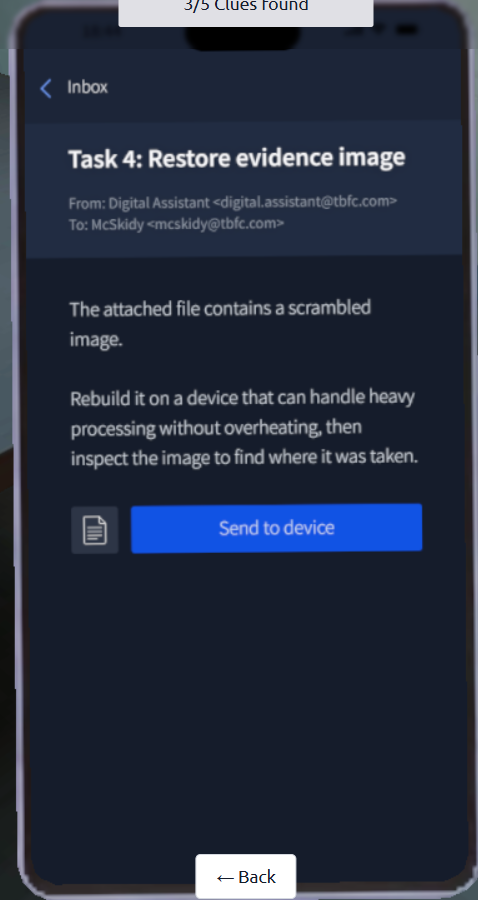 3/5 Clues found
Inbox
Task 4: Restore evidence image
From: Digital Assistant <digital.assistant@tbfc.com>
To: McSkidy <mcskidy@tbfc.com>
The attached file contains a scrambled
image.
Rebuild it on a device that can handle heavy
processing without overheating, then
inspect the image to find where it was taken.
Send to device
← Back